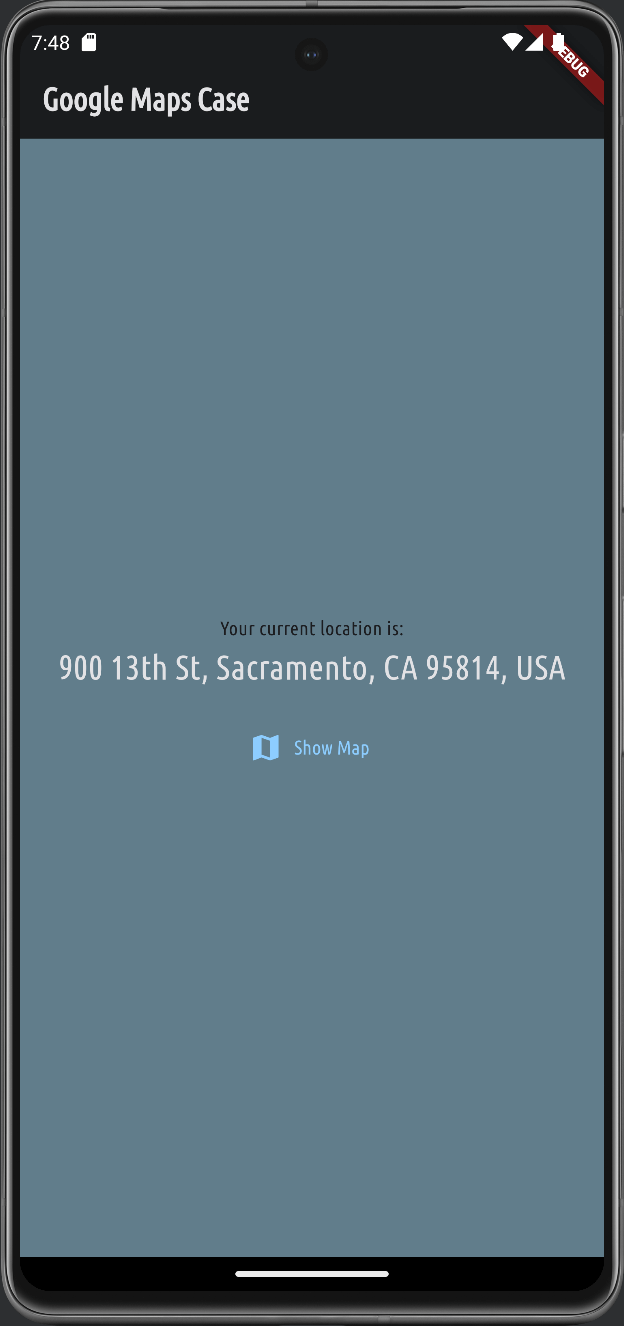 7:48
DEBUG
Google Maps Case
Your current location is:
900 13th St, Sacramento, CA 95814, USA
Show Map